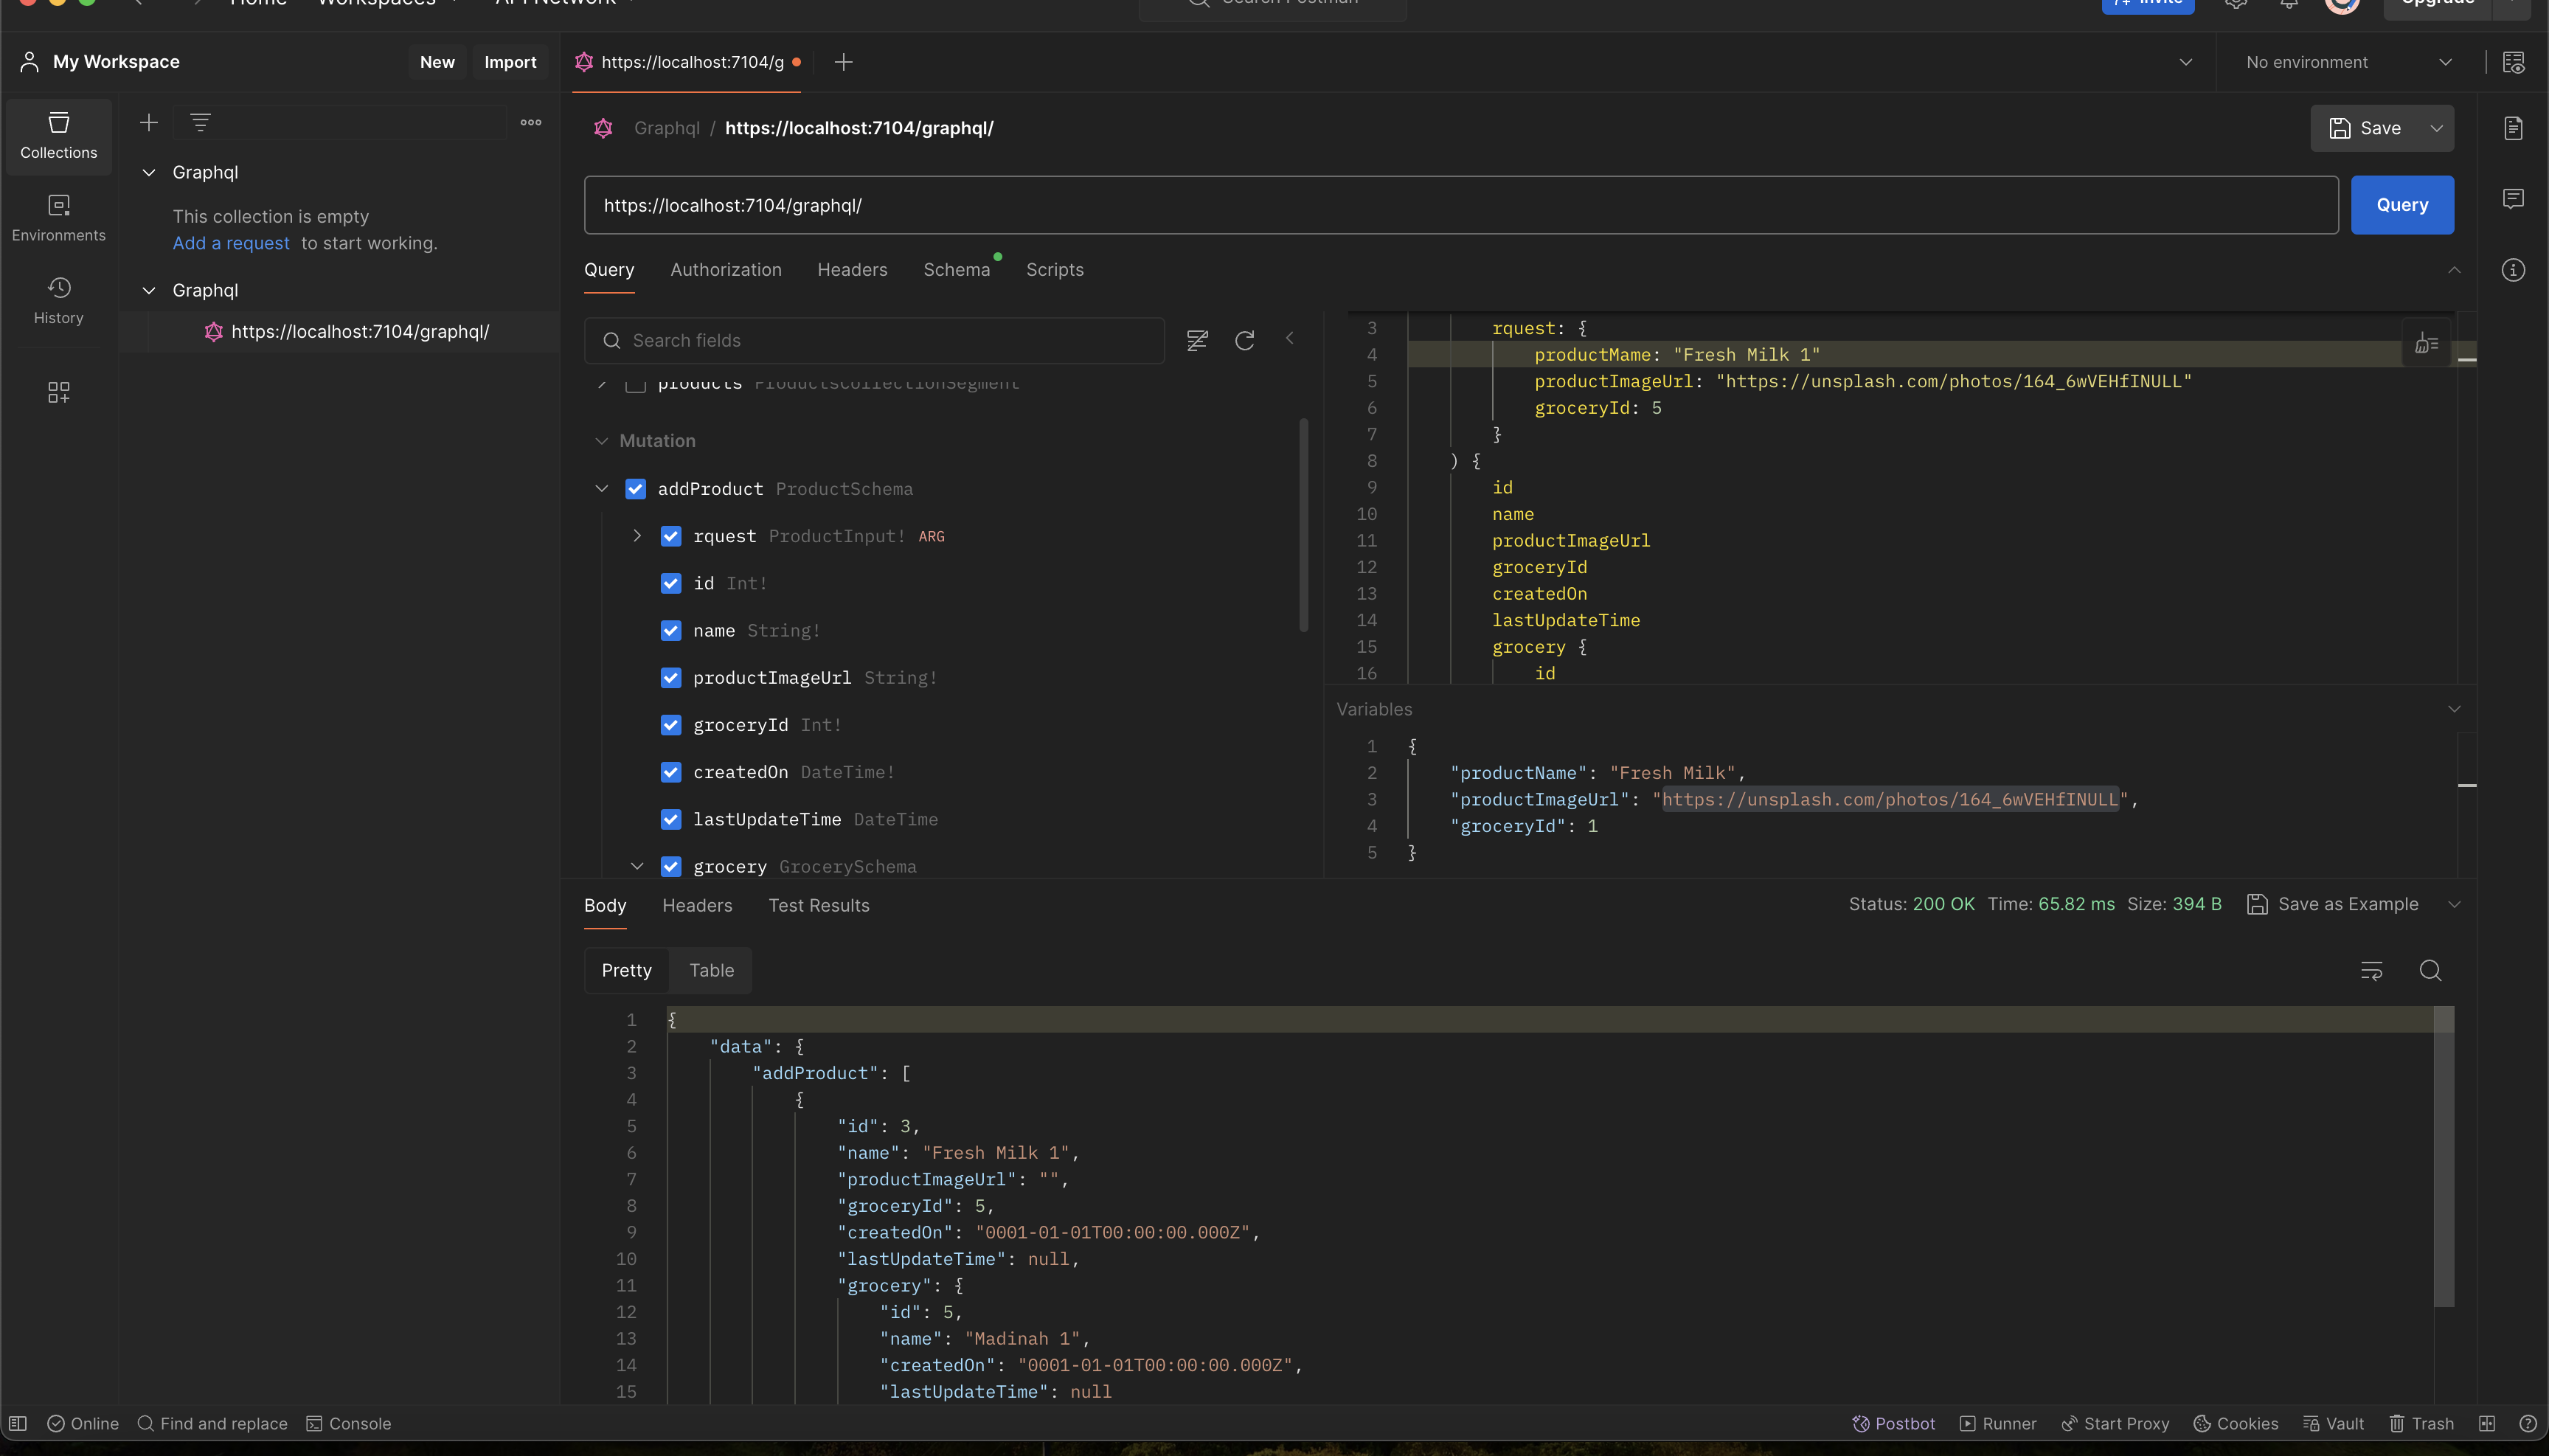 Home Workspaces API Network
Search Postman
Invite
Upgrade
My Workspace
New
Import
https://localhost:7104/g
No environment
Collections
Environments
History
Graphql
This collection is empty
Add a request to start working.
Graphql
https://localhost:7104/graphql/
Graphql / https://localhost:7104/graphql/
Save
https://localhost:7104/graphql/
Query
Query
Authorization
Headers
Schema
Scripts
Search fields
products ProductsCollectionSegment
Mutation
addProduct ProductSchema
rquest ProductInput! ARG
id Int!
name String!
productImageUrl String!
groceryId Int!
createdOn DateTime!
lastUpdateTime DateTime
grocery GrocerySchema
3 rquest: {
4 productMame: "Fresh Milk 1"
5 productImageUrl: "https://unsplash.com/photos/164_6wVEHfINULL"
6 groceryId: 5
7 }
8 ) {
9 id
10 name
11 productImageUrl
12 groceryId
13 createdOn
14 lastUpdateTime
15 grocery {
16 id
Variables
1 {
2 "productName": "Fresh Milk",
3 "productImageUrl": "https://unsplash.com/photos/164_6wVEHfINULL",
4 "groceryId": 1
5 }
Body
Headers
Test Results
Status: 200 OK Time: 65.82 ms Size: 394 B
Save as Example
Pretty
Table
1 {
2 "data": {
3 "addProduct": [
4 {
5 "id": 3,
6 "name": "Fresh Milk 1",
7 "productImageUrl": "",
8 "groceryId": 5,
9 "createdOn": "0001-01-01T00:00:00.000Z",
10 "lastUpdateTime": null,
11 "grocery": {
12 "id": 5,
13 "name": "Madinah 1",
14 "createdOn": "0001-01-01T00:00:00.000Z",
15 "lastUpdateTime": null
Online
Find and replace
Console
Postbot
Runner
Start Proxy
Cookies
Vault
Trash